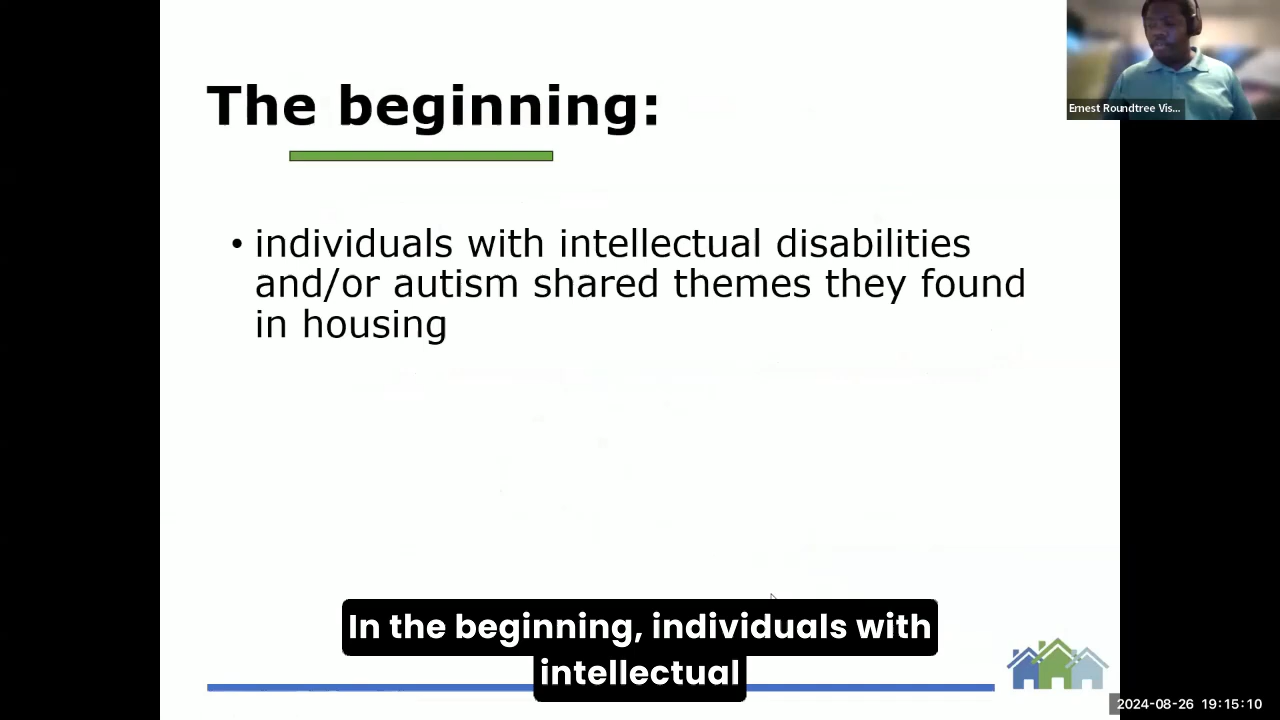 The beginning:
Ernest Roundtree Vis...
• individuals with intellectual disabilities
and/or autism shared themes they found
in housing
In the beginning, individuals with
intellectual
2024-08-26 19:15:10